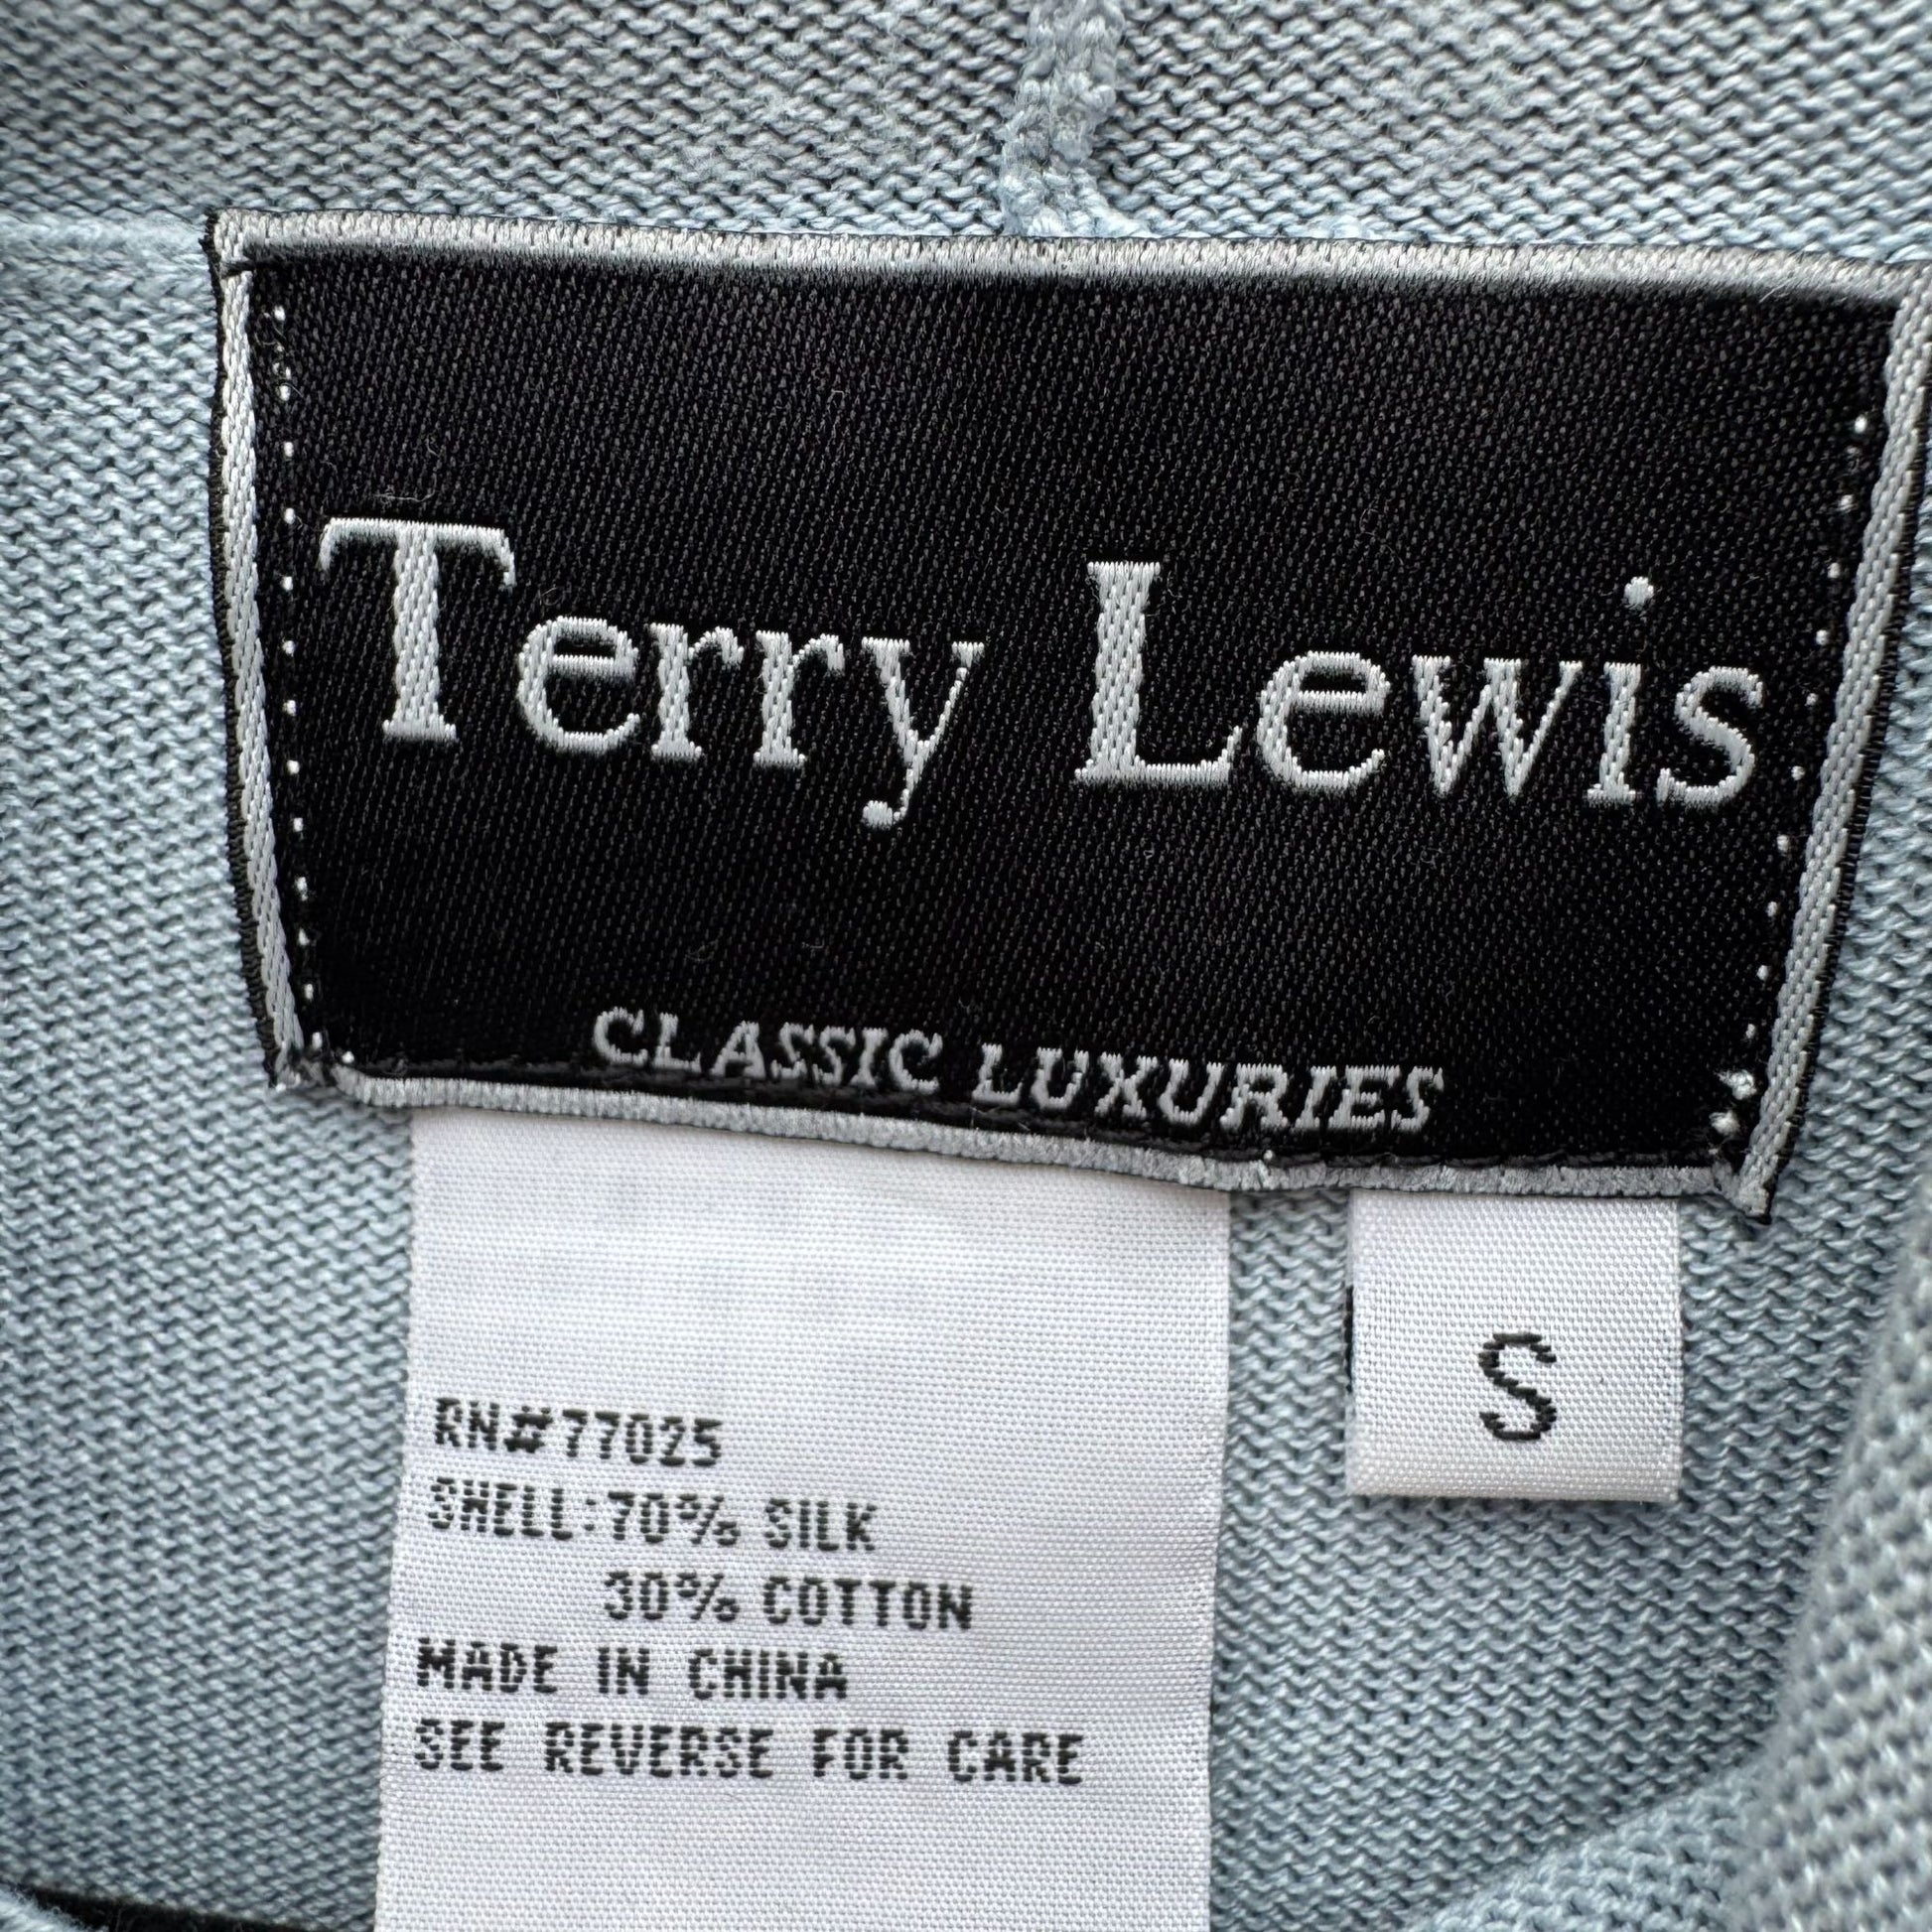 Terry Lewis
CLASSIC LUXURIES
S
RN#77025
SHELL:70% SILK
30% COTTON
MADE IN CHINA
SEE REVERSE FOR CARE